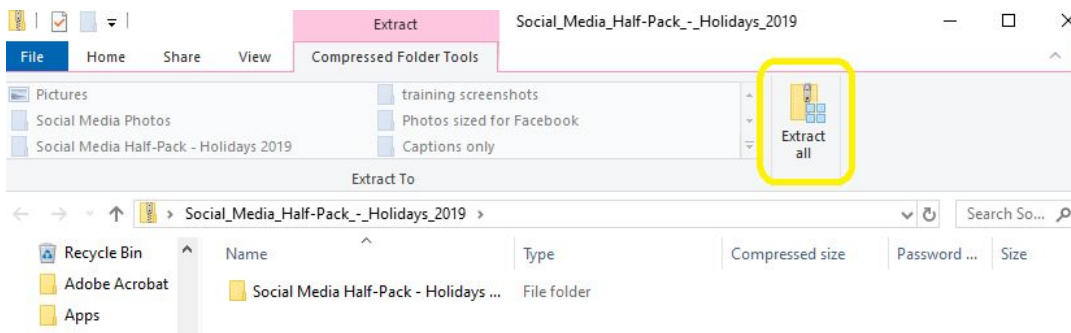 Extract
Social_Media_Half-Pack_-_Holidays_2019
File Home Share View Compressed Folder Tools
Pictures
Social Media Photos
Social Media Half-Pack - Holidays 2019
training screenshots
Photos sized for Facebook
Captions only
Extract To
Extract
all
Social_Media_Half-Pack_-_Holidays_2019
Search So...
Recycle Bin
Adobe Acrobat
Apps
Name Type Compressed size Password ... Size
Social Media Half-Pack - Holidays ... File folder